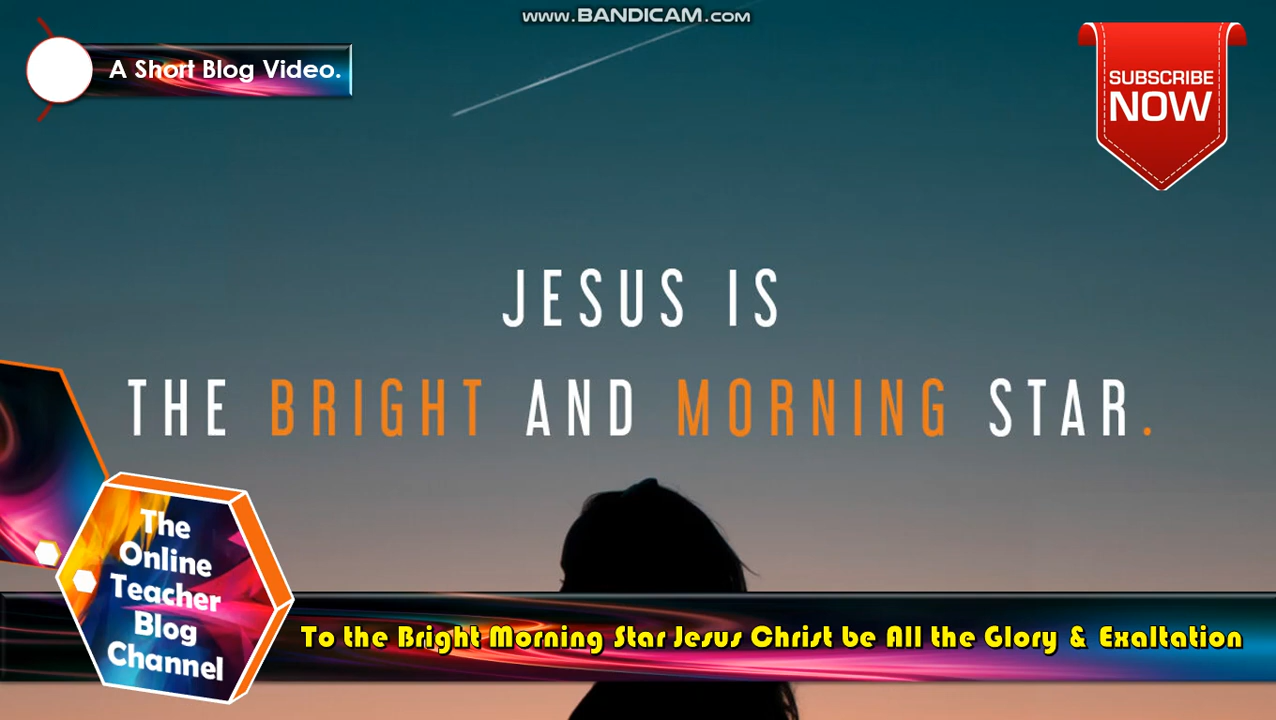 www.BANDICAM.com
A Short Blog Video.
SUBSCRIBE
NOW
JESUS IS
THE BRIGHT AND MORNING STAR.
The
Online
Teacher
Blog
Channel
To the Bright Morning Star Jesus Christ be All the Glory & Exaltation